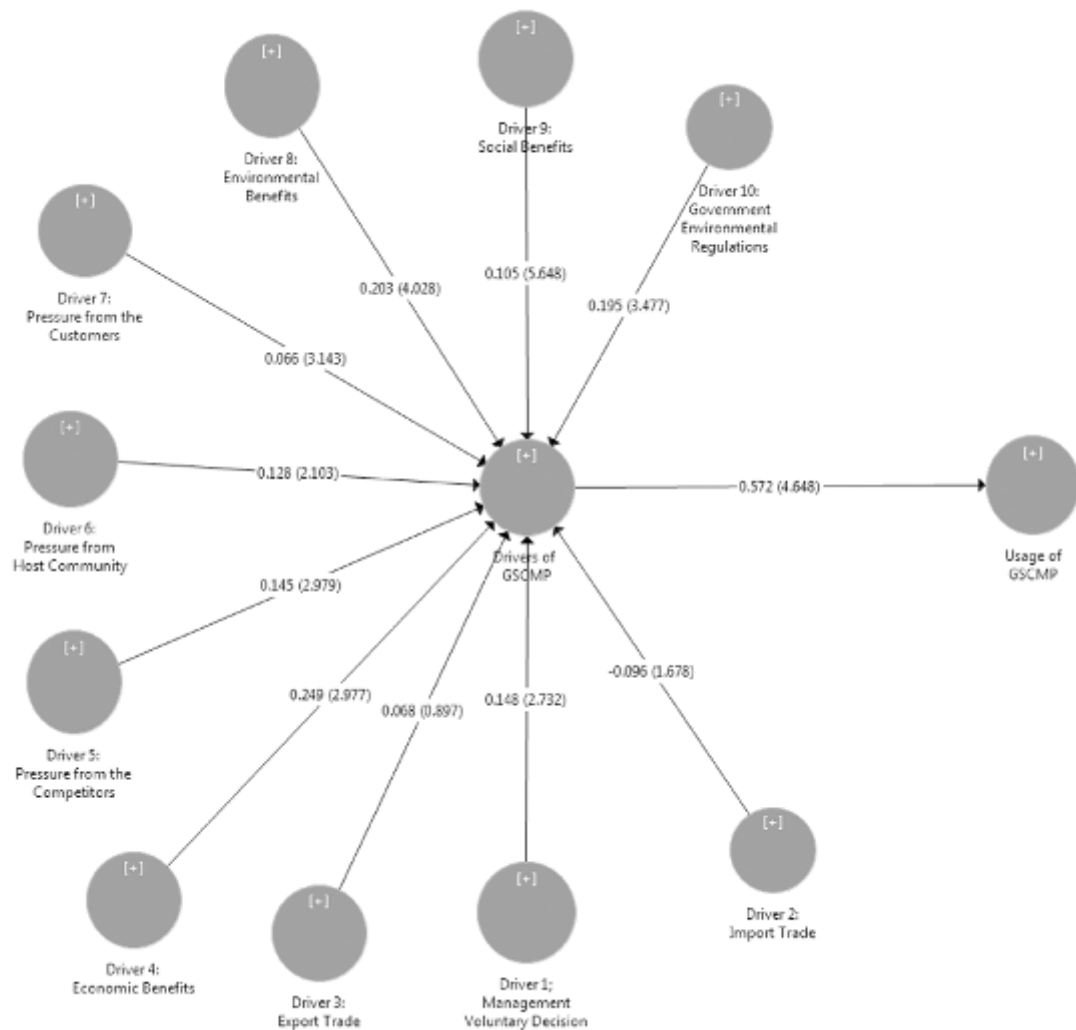 [+]
Driver 9:
Social Benefits
[+]
Driver 8:
Environmental
Benefits
[+]
Driver 10:
Government
Environmental
Regulations
[+]
Driver 7:
Pressure from the
Customers
0.203 (4.028)
0.105 (5.648)
0.195 (3.477)
0.066 (3.143)
[+]
Driver 6:
Pressure from
Host Community
0.128 (2.103)
[+]
Drivers of
GSCMP
0.572 (4.648)
[+]
Usage of
GSCMP
0.145 (2.979)
[+]
Driver 5:
Pressure from the
Competitors
0.249 (2.977)
0.068 (0.897)
0.148 (2.732)
-0.096 (1.678)
[+]
Driver 4:
Economic Benefits
[+]
Driver 3:
Export Trade
[+]
Driver 1;
Management
Voluntary Decision
[+]
Driver 2:
Import Trade